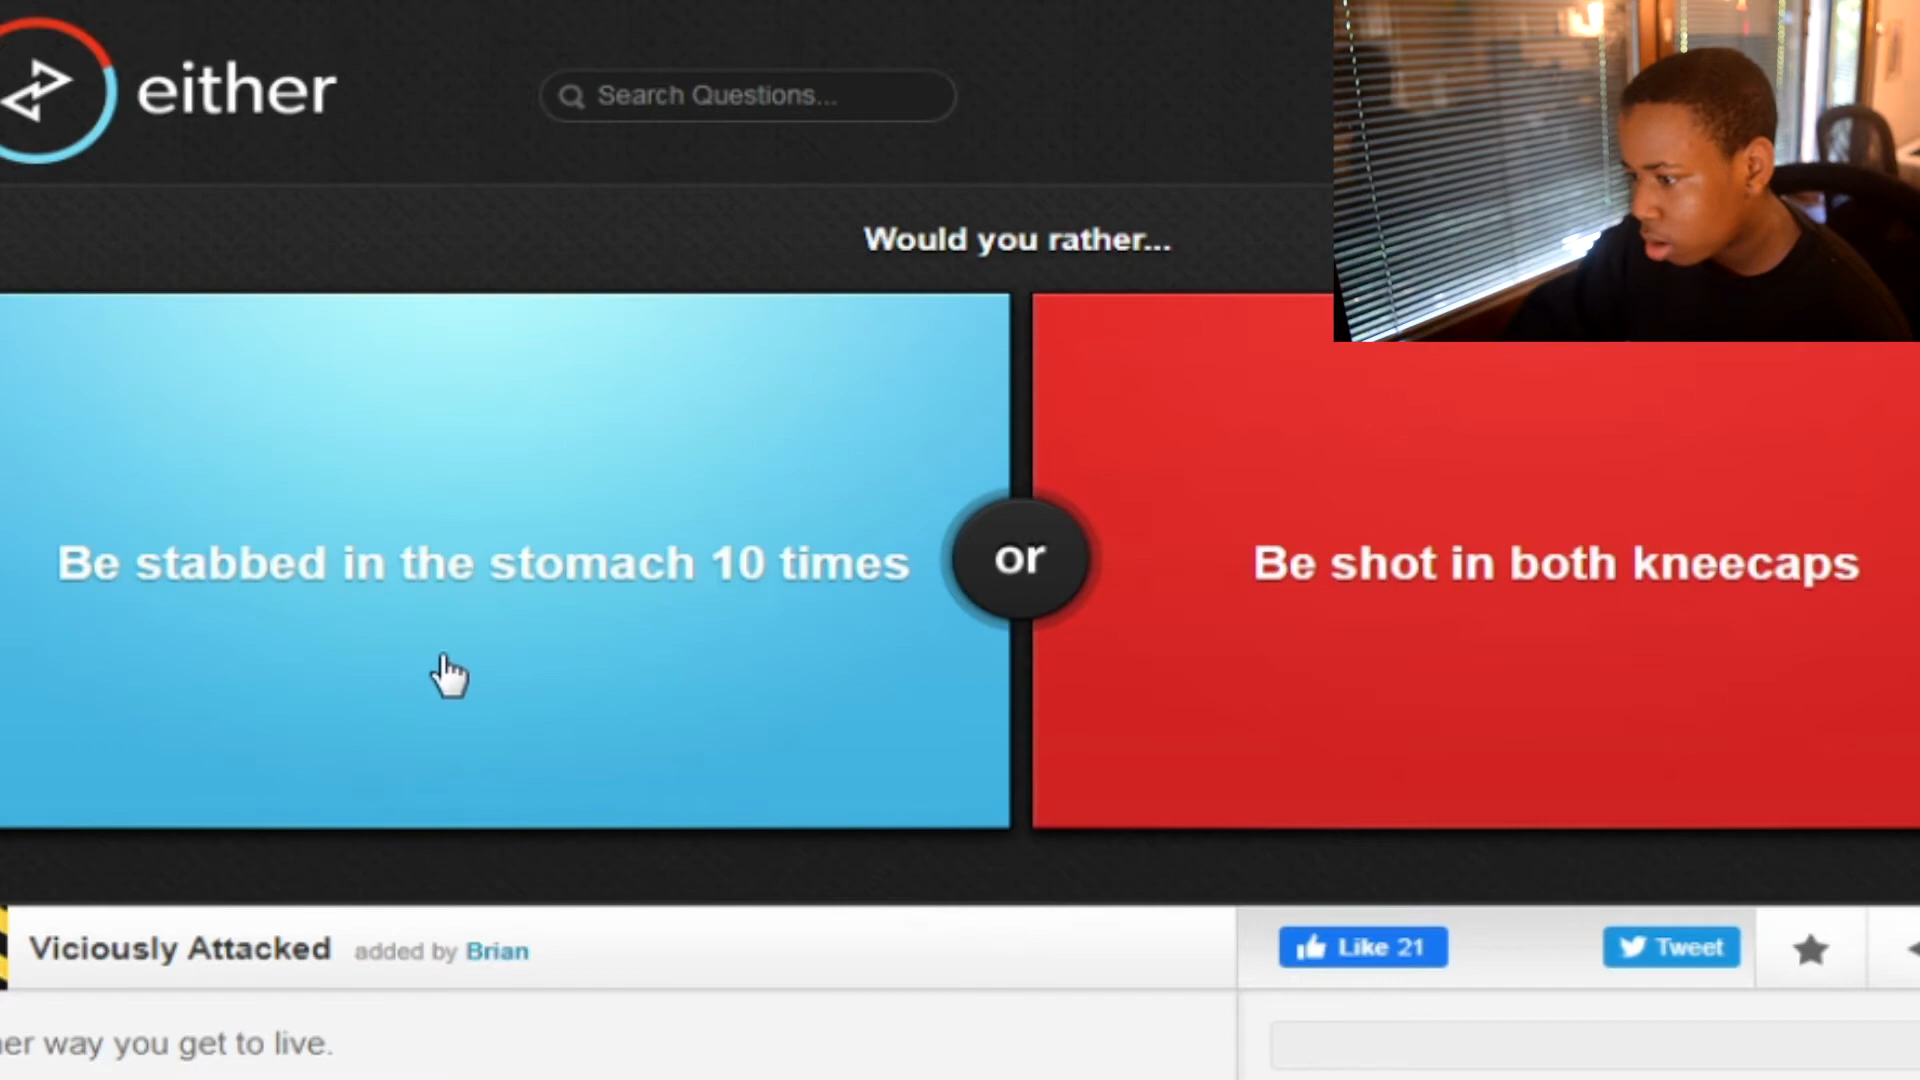 either
Search Questions...
Would you rather...
Be stabbed in the stomach 10 times
or
Be shot in both kneecaps
Viciously Attacked added by Brian
Like 21
Tweet
way you get to live.